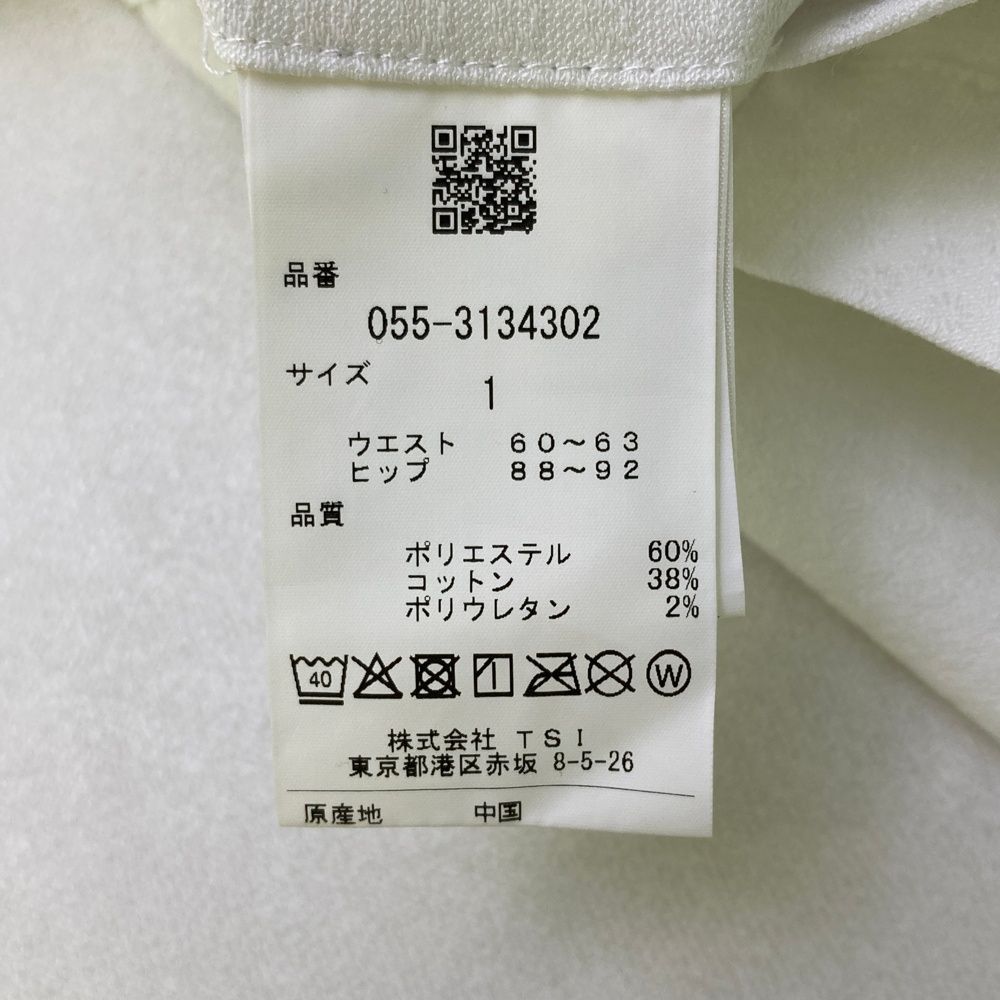 品番
055-3134302
サイズ
1
ウエスト 60～63
ヒップ 88～92
品質
ポリエステル 60%
コットン 38%
ポリウレタン 2%
40 W
株式会社 TSI
東京都港区赤坂 8-5-26
原産地 中国